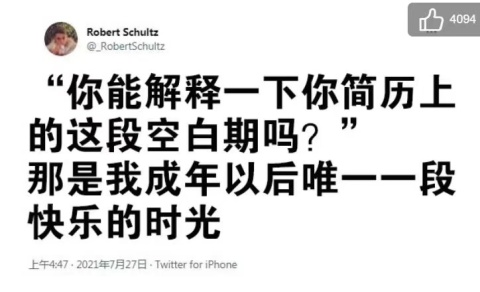 4094
Robert Schultz
@_RobertSchultz
“你能解释一下你简历上
的这段空白期吗？”
那是我成年以后唯一一段
快乐的时光
上午4:47 · 2021年7月27日 · Twitter for iPhone